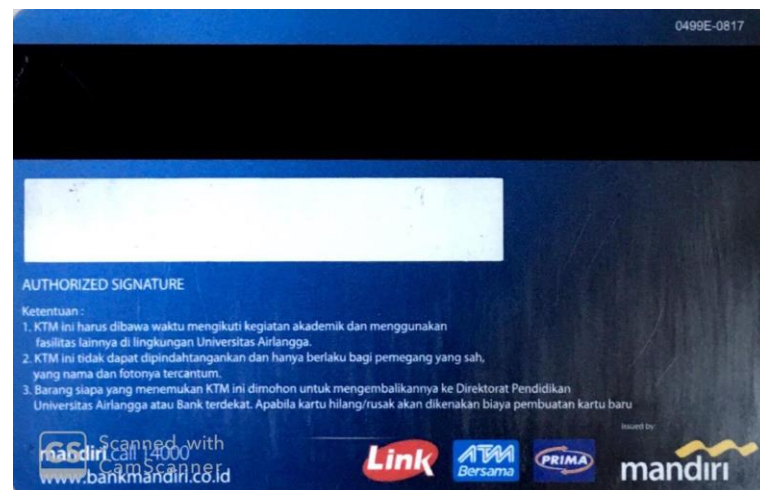 0499E-0817
AUTHORIZED SIGNATURE
Ketentuan :
1. KTM ini harus dibawa waktu mengikuti kegiatan akademik dan menggunakan
fasilitas lainnya di lingkungan Universitas Airlangga.
2. KTM ini tidak dapat dipindahtangankan dan hanya berlaku bagi pemegang yang sah,
yang nama dan fotonya tercantum.
3. Barang siapa yang menemukan KTM ini dimohon untuk mengembalikannya ke Direktorat Pendidikan
Universitas Airlangga atau Bank terdekat. Apabila kartu hilang/rusak akan dikenakan biaya pembuatan kartu baru
Issued by:
CS Scanned with
CamScanner
mandiri call 14000
www.bankmandiri.co.id
Link
ATM
Bersama
PRIMA
mandiri